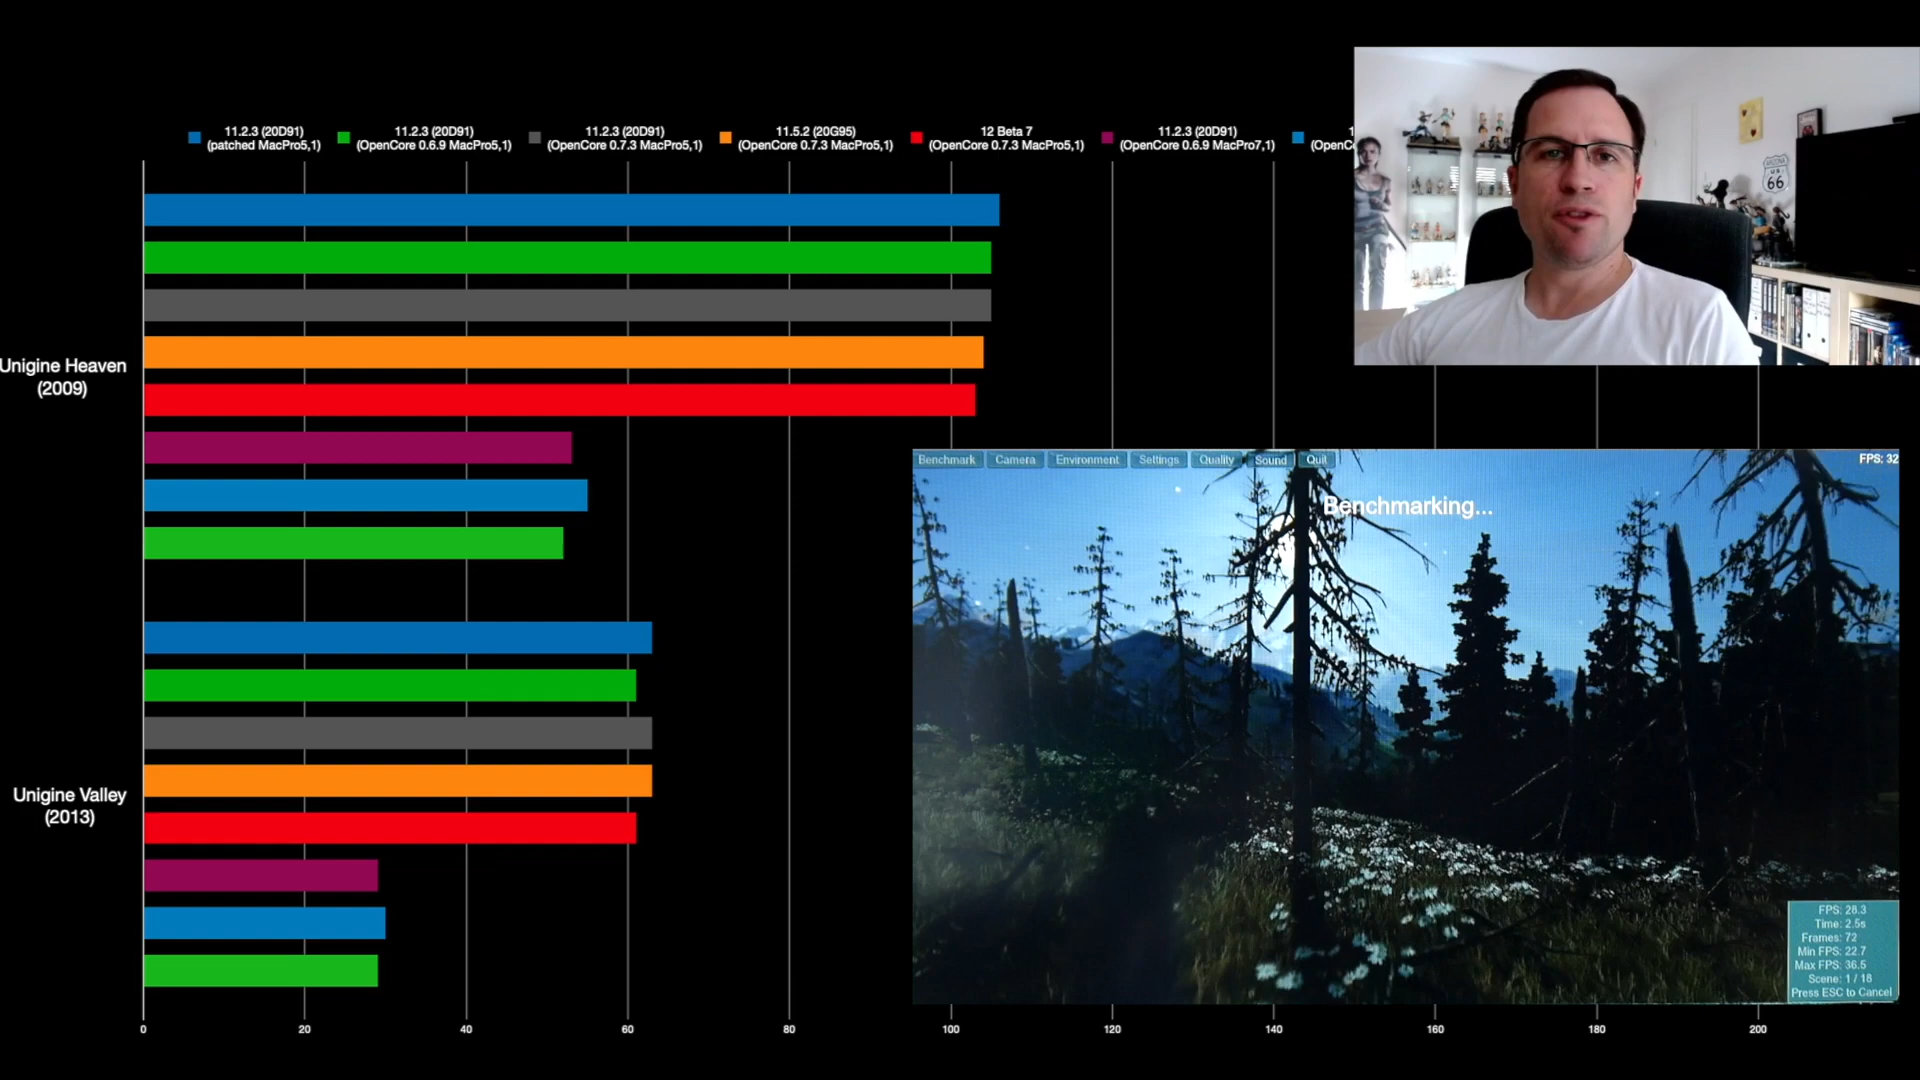 11.2.3 (20D91)
(patched MacPro5,1)
11.2.3 (20D91)
(OpenCore 0.6.9 MacPro5,1)
11.2.3 (20D91)
(OpenCore 0.7.3 MacPro5,1)
11.5.2 (20G95)
(OpenCore 0.7.3 MacPro5,1)
12 Beta 7
(OpenCore 0.7.3 MacPro5,1)
11.2.3 (20D91)
(OpenCore 0.6.9 MacPro7,1)
ARIZONA
US
66
Unigine Heaven
(2009)
Benchmark Camera Environment Settings Quality Sound Quit
FPS: 32
Benchmarking...
Unigine Valley
(2013)
FPS: 28.3
Time: 2.5s
Frames: 72
Min FPS: 22.7
Max FPS: 36.5
Scene: 1 / 18
Press ESC to Cancel
0 20 40 60 80 100 120 140 160 180 200